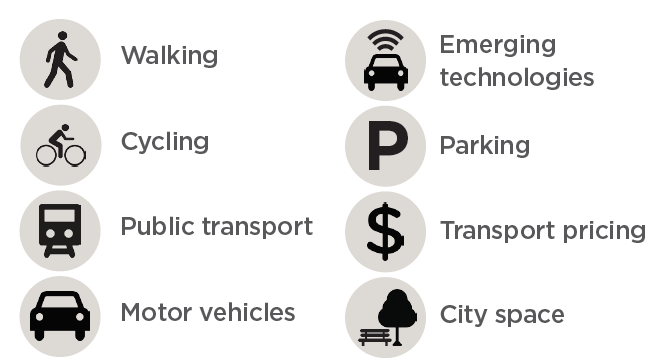 Walking
Cycling
Public transport
Motor vehicles
Emerging
technologies
P
Parking
$
Transport pricing
City space